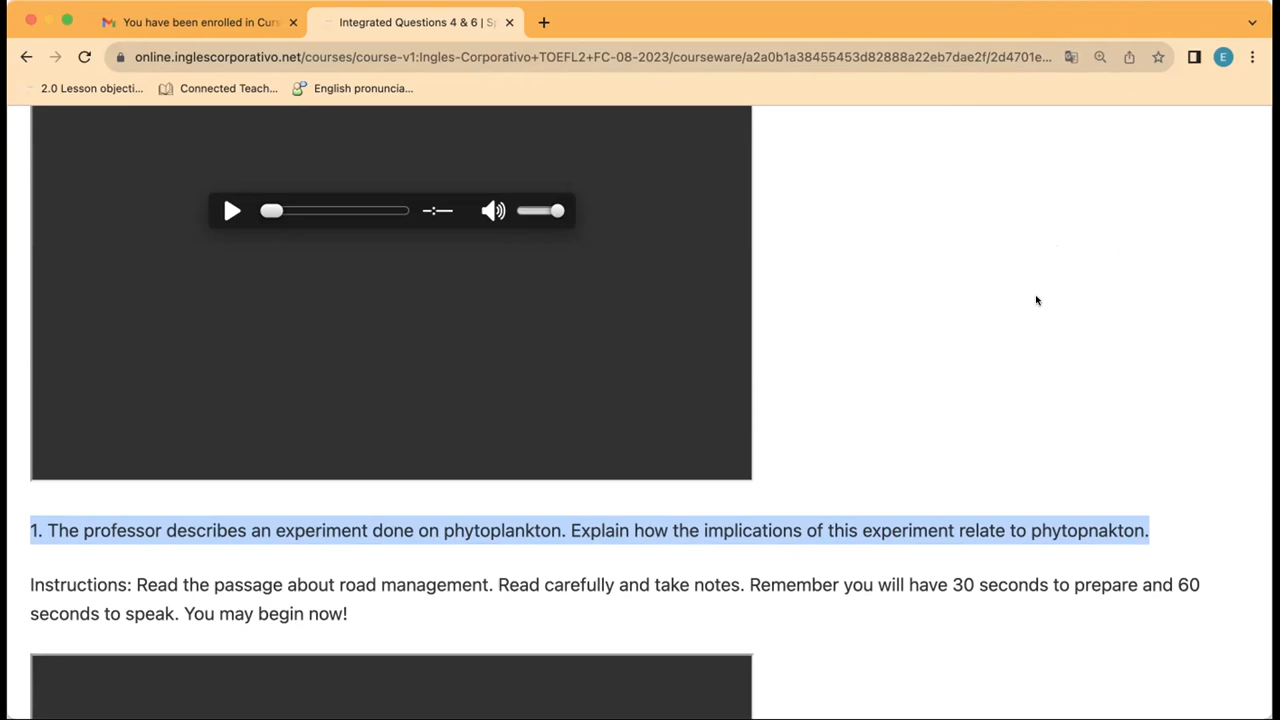 You have been enrolled in Curs
Integrated Questions 4 & 6 | Sp
online.inglescorporativo.net/courses/course-v1:Ingles-Corporativo+TOEFL2+FC-08-2023/courseware/a2a0b1a38455453d82888a22eb7dae2f/2d4701e...
E
2.0 Lesson objecti...
Connected Teach...
English pronuncia...
1. The professor describes an experiment done on phytoplankton. Explain how the implications of this experiment relate to phytopnakton.
Instructions: Read the passage about road management. Read carefully and take notes. Remember you will have 30 seconds to prepare and 60
seconds to speak. You may begin now!